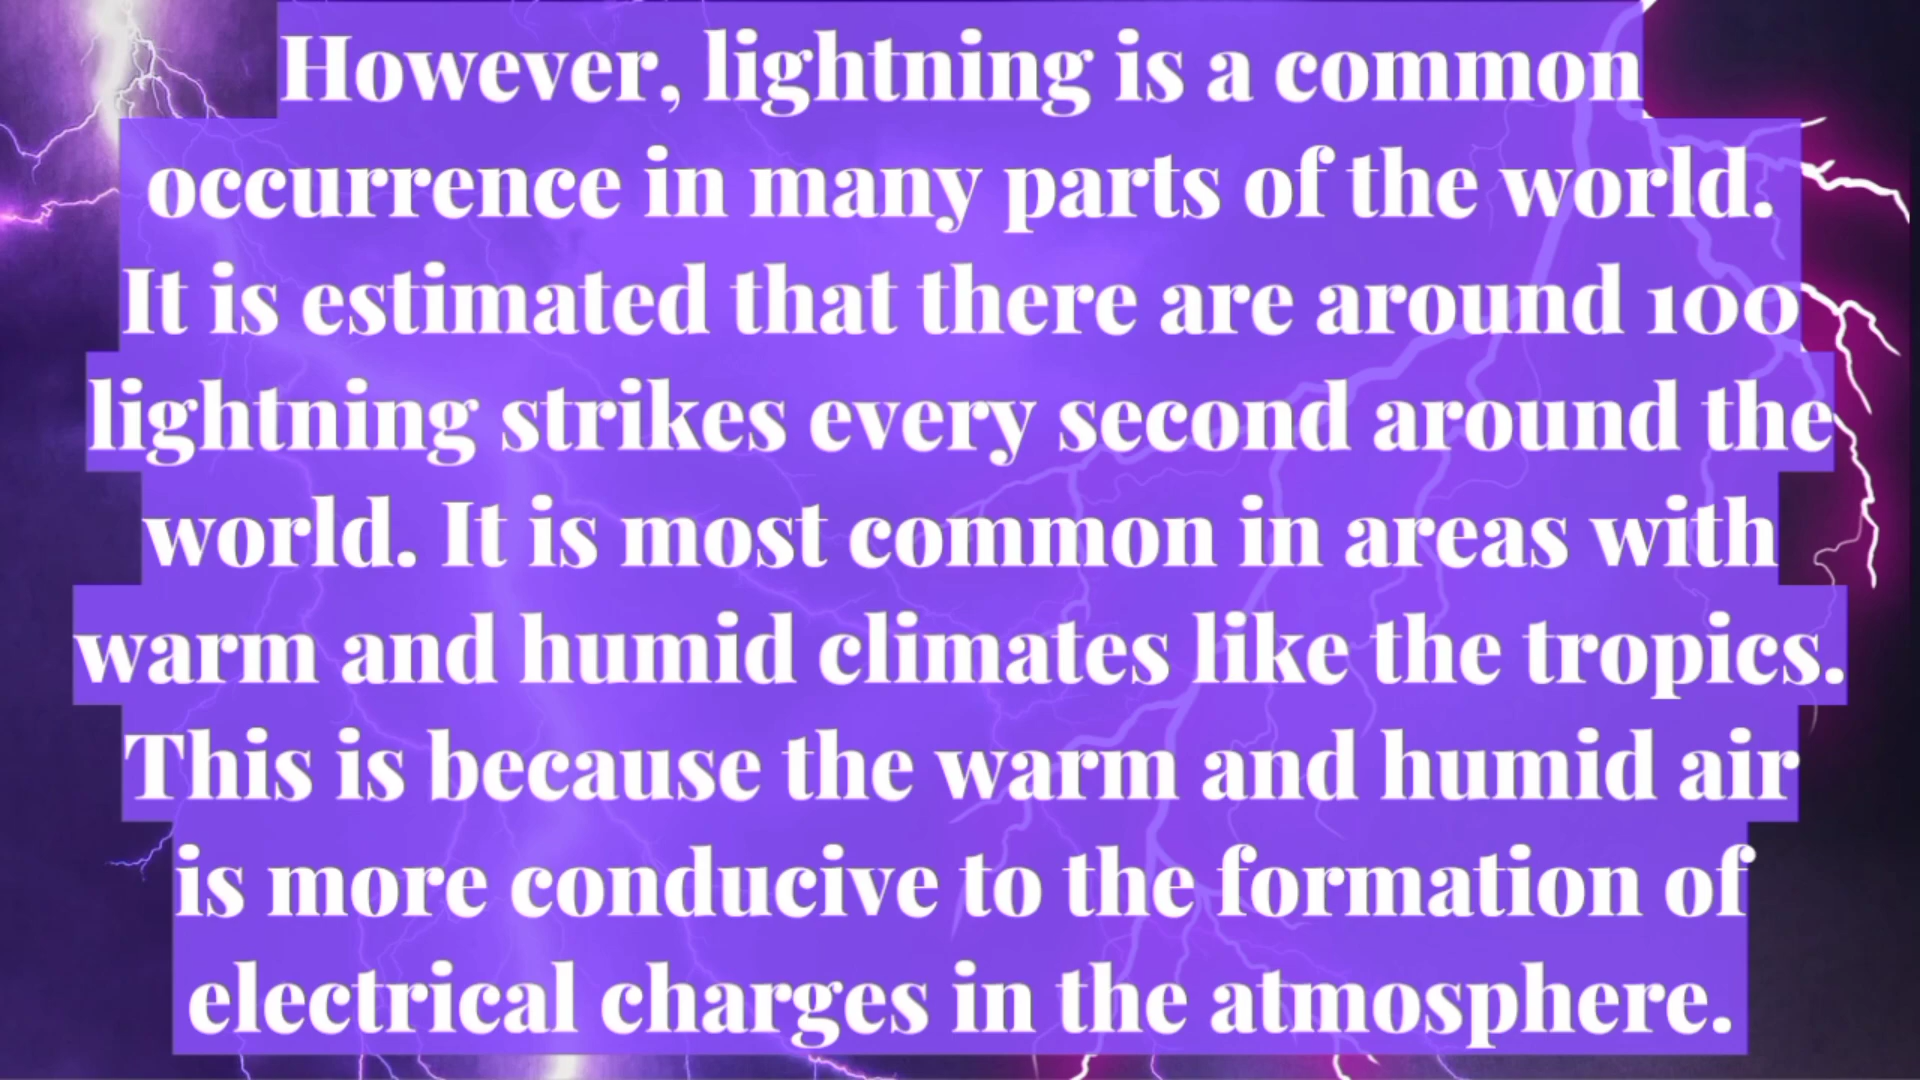 However, lightning is a common
occurrence in many parts of the world.
It is estimated that there are around 100
lightning strikes every second around the
world. It is most common in areas with
warm and humid climates like the tropics.
This is because the warm and humid air
is more conducive to the formation of
electrical charges in the atmosphere.